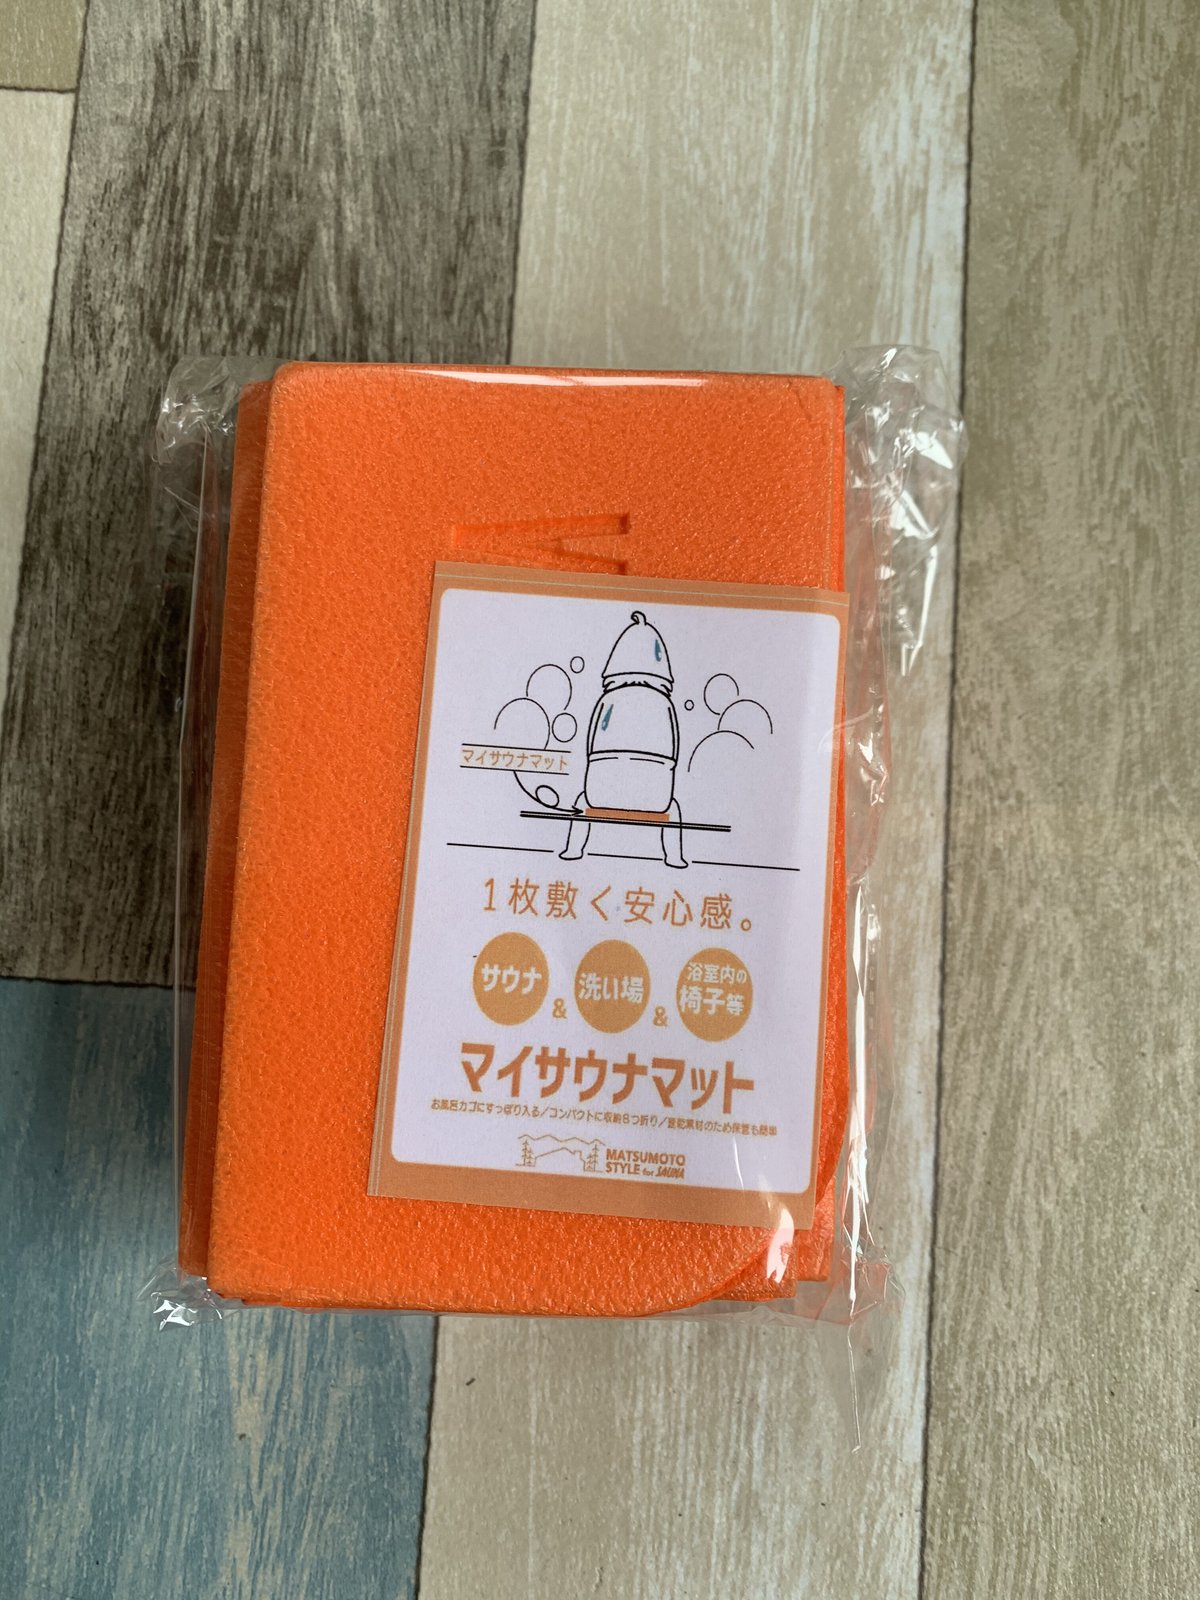 マイサウナマット
1枚敷く安心感。
サウナ
&
洗い場
&
浴室内の
椅子等
マイサウナマット
お風呂カゴにすっぽり入る／コンパクトに収納8つ折り／速乾素材のため保管も簡単
MATSUMOTO
STYLE for SAUNA